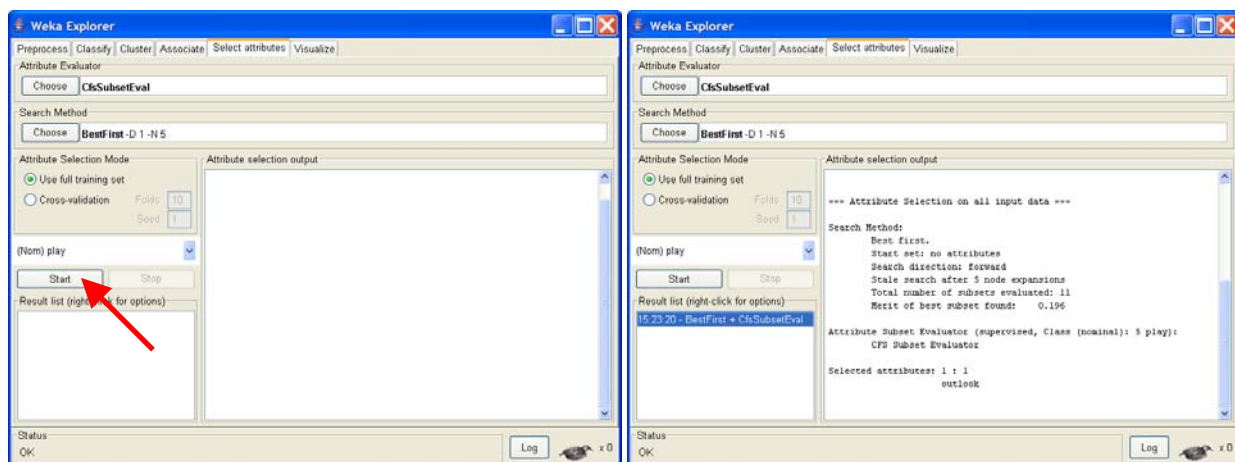 Weka Explorer
Preprocess Classify Cluster Associate Select attributes Visualize
Attribute Evaluator
Choose CfsSubsetEval
Search Method
Choose BestFirst -D 1 -N 5
Attribute Selection Mode
Use full training set
Cross-validation Folds 10
Seed 1
Attribute selection output
(Nom) play
Start Stop
Result list (right-click for options)
Status
OK
Log x 0
Weka Explorer
Preprocess Classify Cluster Associate Select attributes Visualize
Attribute Evaluator
Choose CfsSubsetEval
Search Method
Choose BestFirst -D 1 -N 5
Attribute Selection Mode
Use full training set
Cross-validation Folds 10
Seed 1
(Nom) play
Start Stop
Result list (right-click for options)
15:23:20 - BestFirst + CfsSubsetEval
Attribute selection output
=== Attribute Selection on all input data ===
Search Method:
Best first.
Start set: no attributes
Search direction: forward
Stale search after 5 node expansions
Total number of subsets evaluated: 11
Merit of best subset found: 0.196
Attribute Subset Evaluator (supervised, Class (nominal): 5 play):
CFS Subset Evaluator
Selected attributes: 1 : 1
outlook
Status
OK
Log x 0